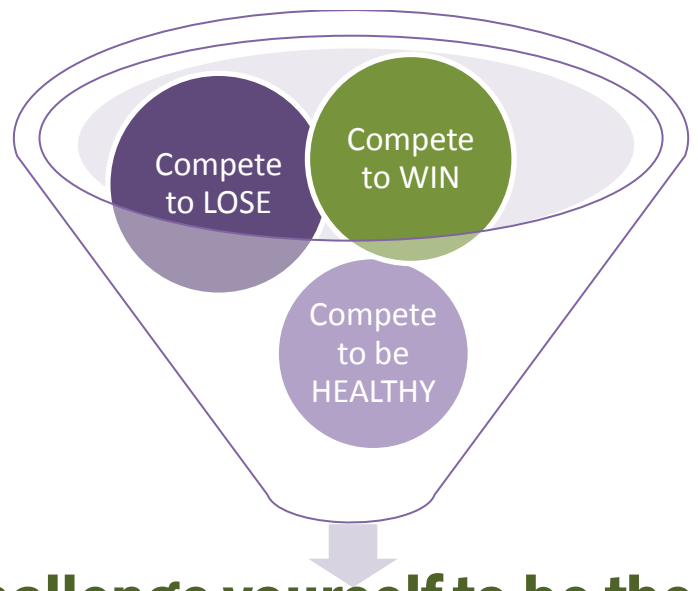 Compete
to LOSE
Compete
to WIN
Compete
to be
HEALTHY
yourself to be the